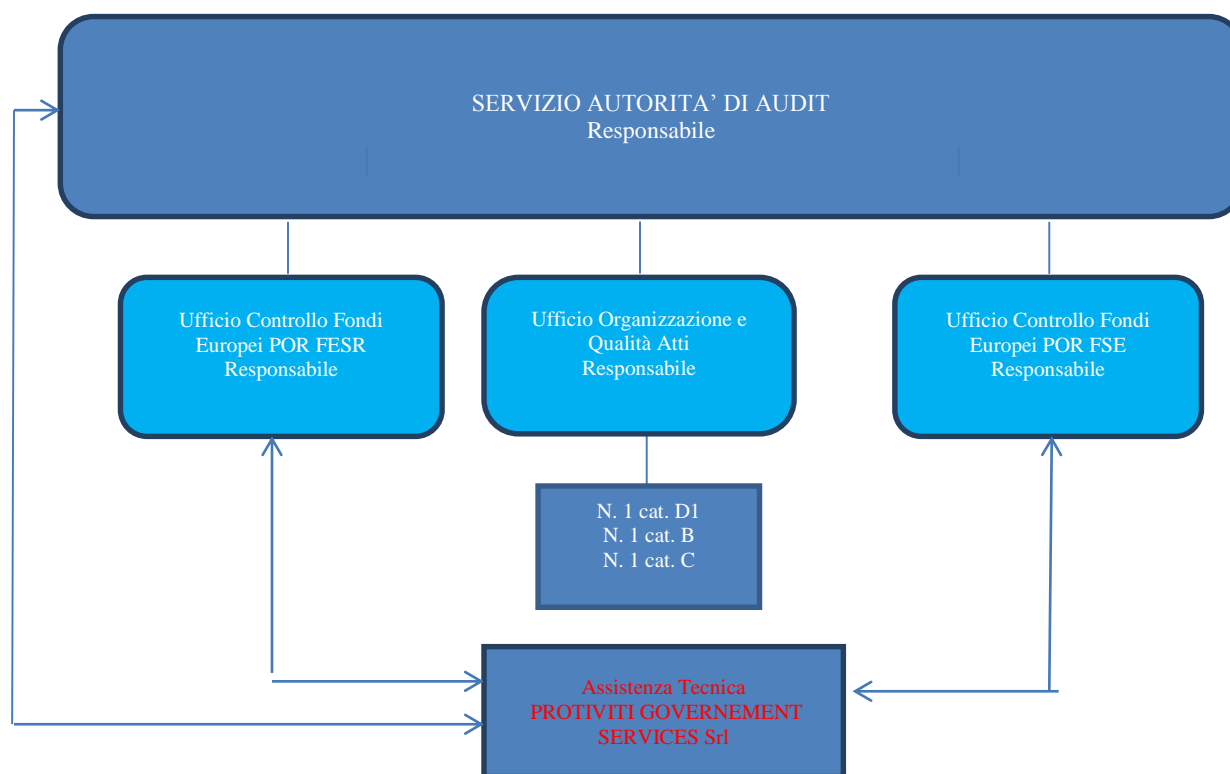 SERVIZIO AUTORITA’ DI AUDIT
Responsabile
Ufficio Controllo Fondi
Europei POR FESR
Responsabile
Ufficio Organizzazione e
Qualità Atti
Responsabile
Ufficio Controllo Fondi
Europei POR FSE
Responsabile
N. 1 cat. D1
N. 1 cat. B
N. 1 cat. C
Assistenza Tecnica
PROTIVITI GOVERNEMENT
SERVICES Srl